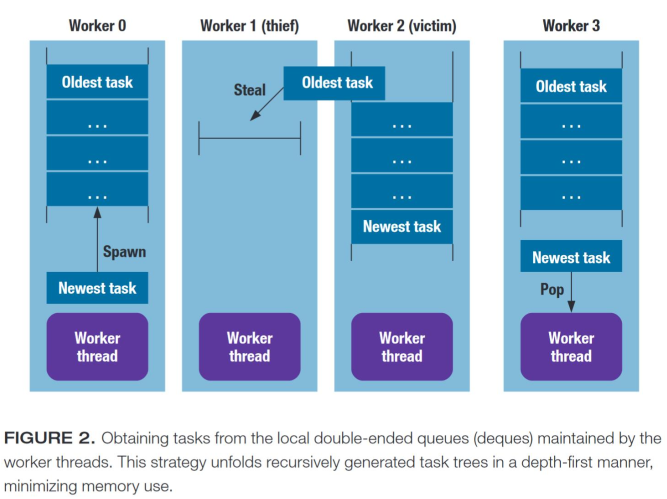 Worker 0
Worker 1 (thief)
Worker 2 (victim)
Worker 3
Oldest task
...
...
...
Spawn
Newest task
Worker
thread
Steal
Worker
thread
Oldest task
...
...
...
Newest task
Worker
thread
Oldest task
...
...
...
Newest task
Pop
Worker
thread
FIGURE 2. Obtaining tasks from the local double-ended queues (deques) maintained by the
worker threads. This strategy unfolds recursively generated task trees in a depth-first manner,
minimizing memory use.